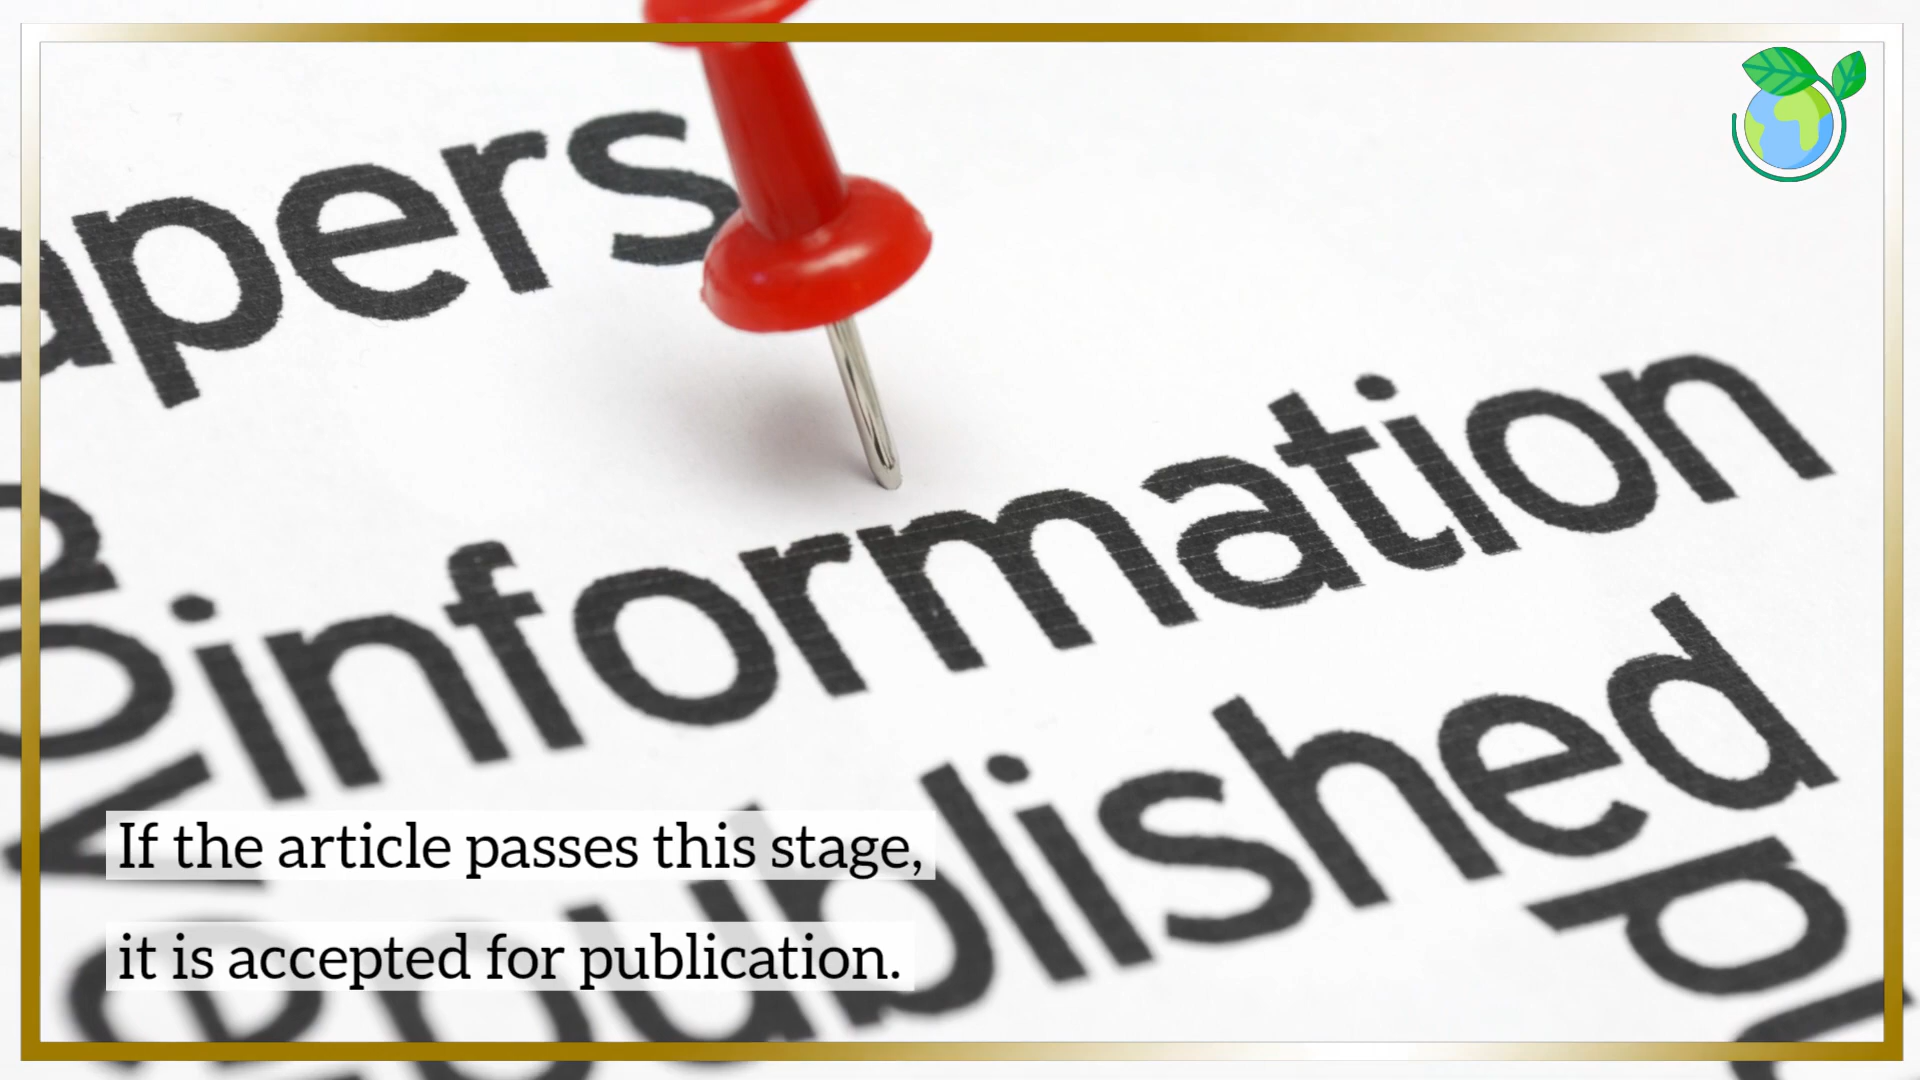 apers
information
published
If the article passes this stage,
it is accepted for publication.